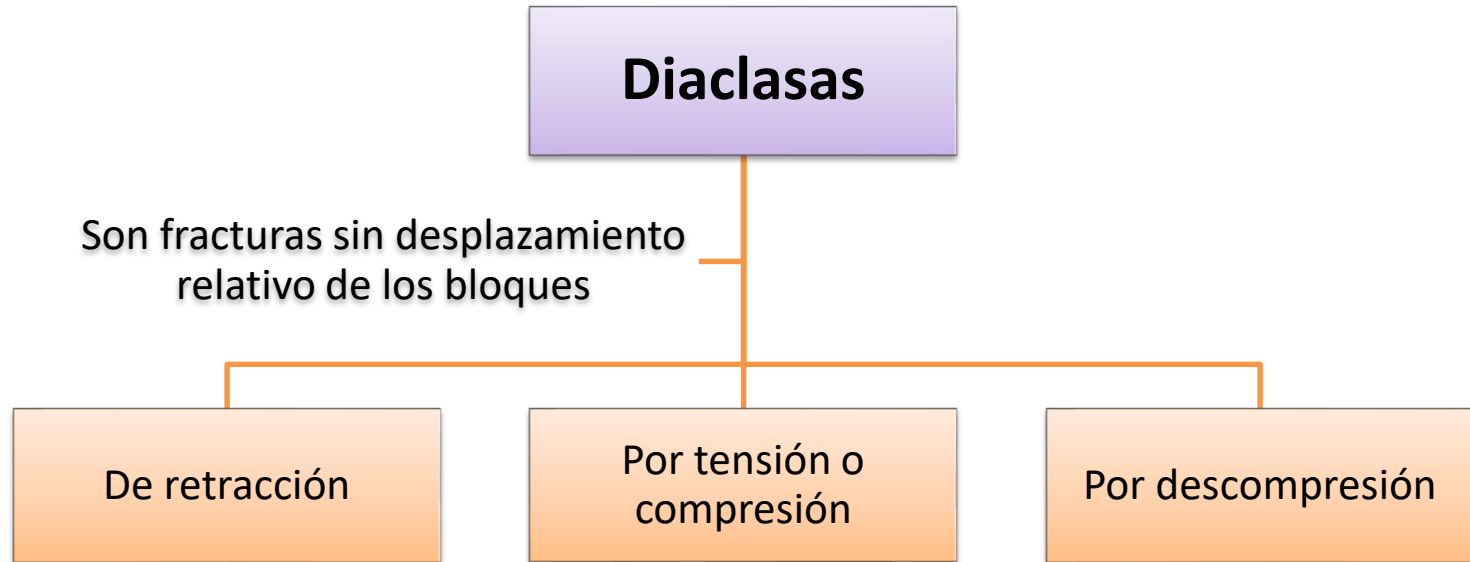 Diaclasas
Son fracturas sin desplazamiento
relativo de los bloques
De retracción
Por tensión o
compresión
Por descompresión